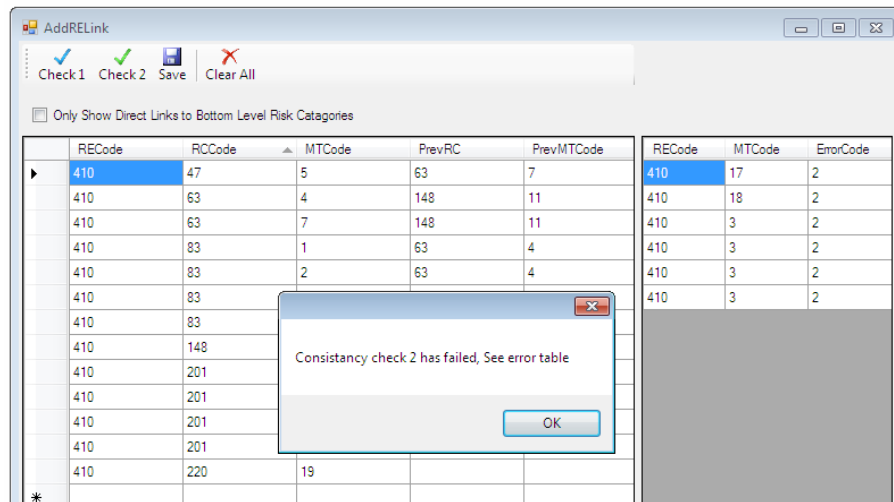 AddRELink
Check 1 Check 2 Save Clear All
Only Show Direct Links to Bottom Level Risk Catagories
RECode RCCode MTCode PrevRC PrevMTCode RECode MTCode ErrorCode
410 47 5 63 7 410 17 2
410 63 4 148 11 410 18 2
410 63 7 148 11 410 3 2
410 83 1 63 4 410 3 2
410 83 2 63 4 410 3 2
410 83 410 3 2
410 83
410 148
Consistancy check 2 has failed, See error table
410 201
410 201
410 201
OK
410 201
410 220 19